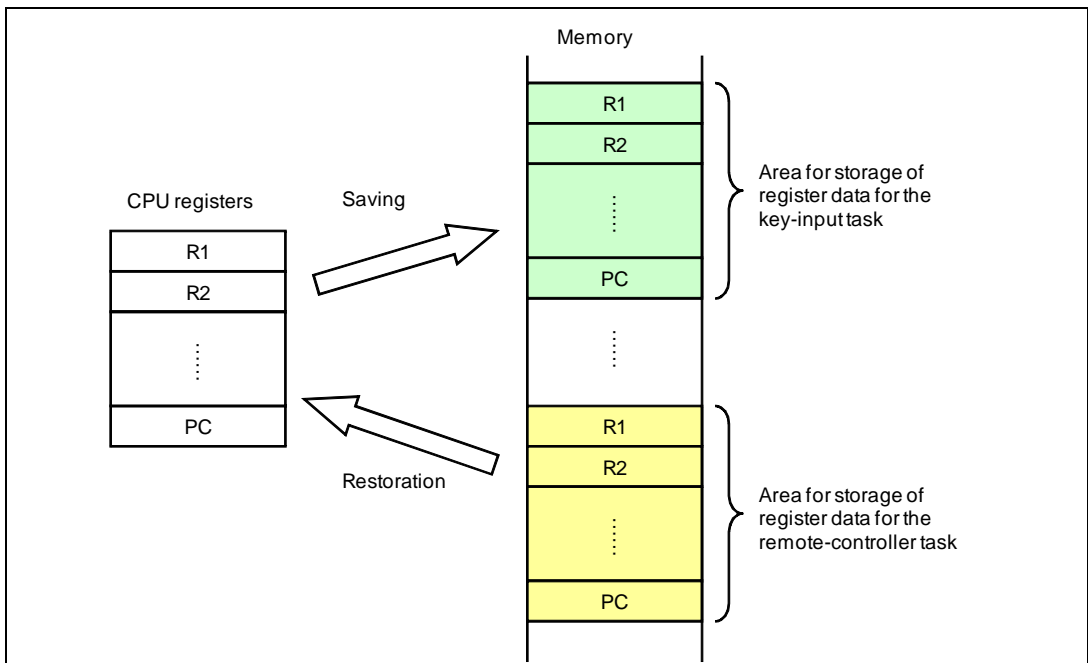 Memory
R1
R2
PC
Area for storage of
register data for the
key-input task
CPU registers
R1
R2
PC
Saving
Restoration
R1
R2
PC
Area for storage of
register data for the
remote-controller task